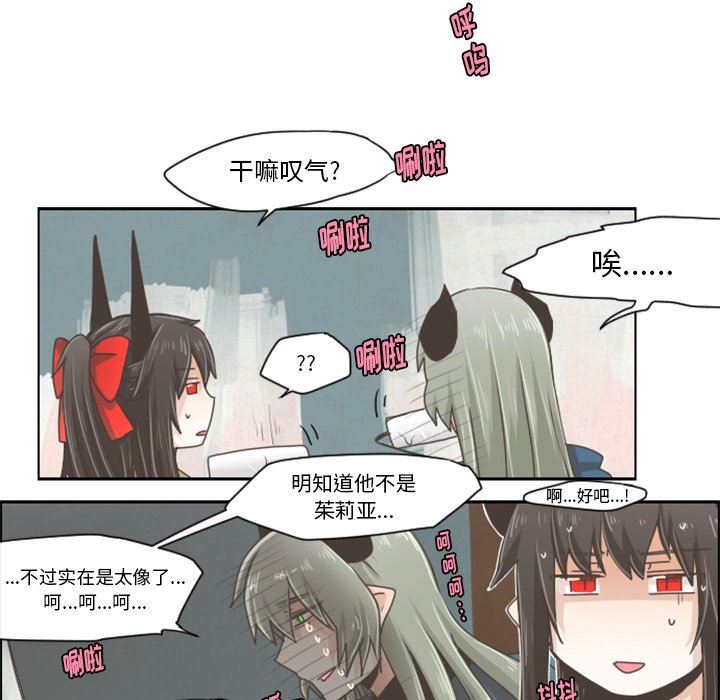 呼呜
干嘛叹气?
唰啦
唰啦
唉......
??
唰啦
明知道他不是
茱莉亚...
啊...好吧...!
...不过实在是太像了...
呵...呵...呵...
呵呵呵...
唰啦
抖抖